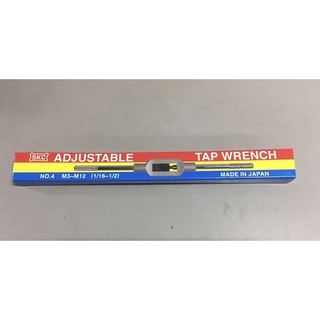 SKC ADJUSTABLE TAP WRENCH
NO.4 M3-M12 (1/16-1/2) MADE IN JAPAN